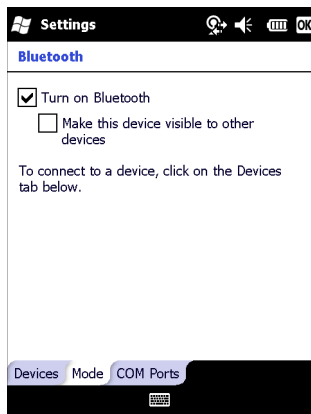 Settings
OK
Bluetooth
Turn on Bluetooth
Make this device visible to other
devices
To connect to a device, click on the Devices
tab below.
Devices Mode COM Ports